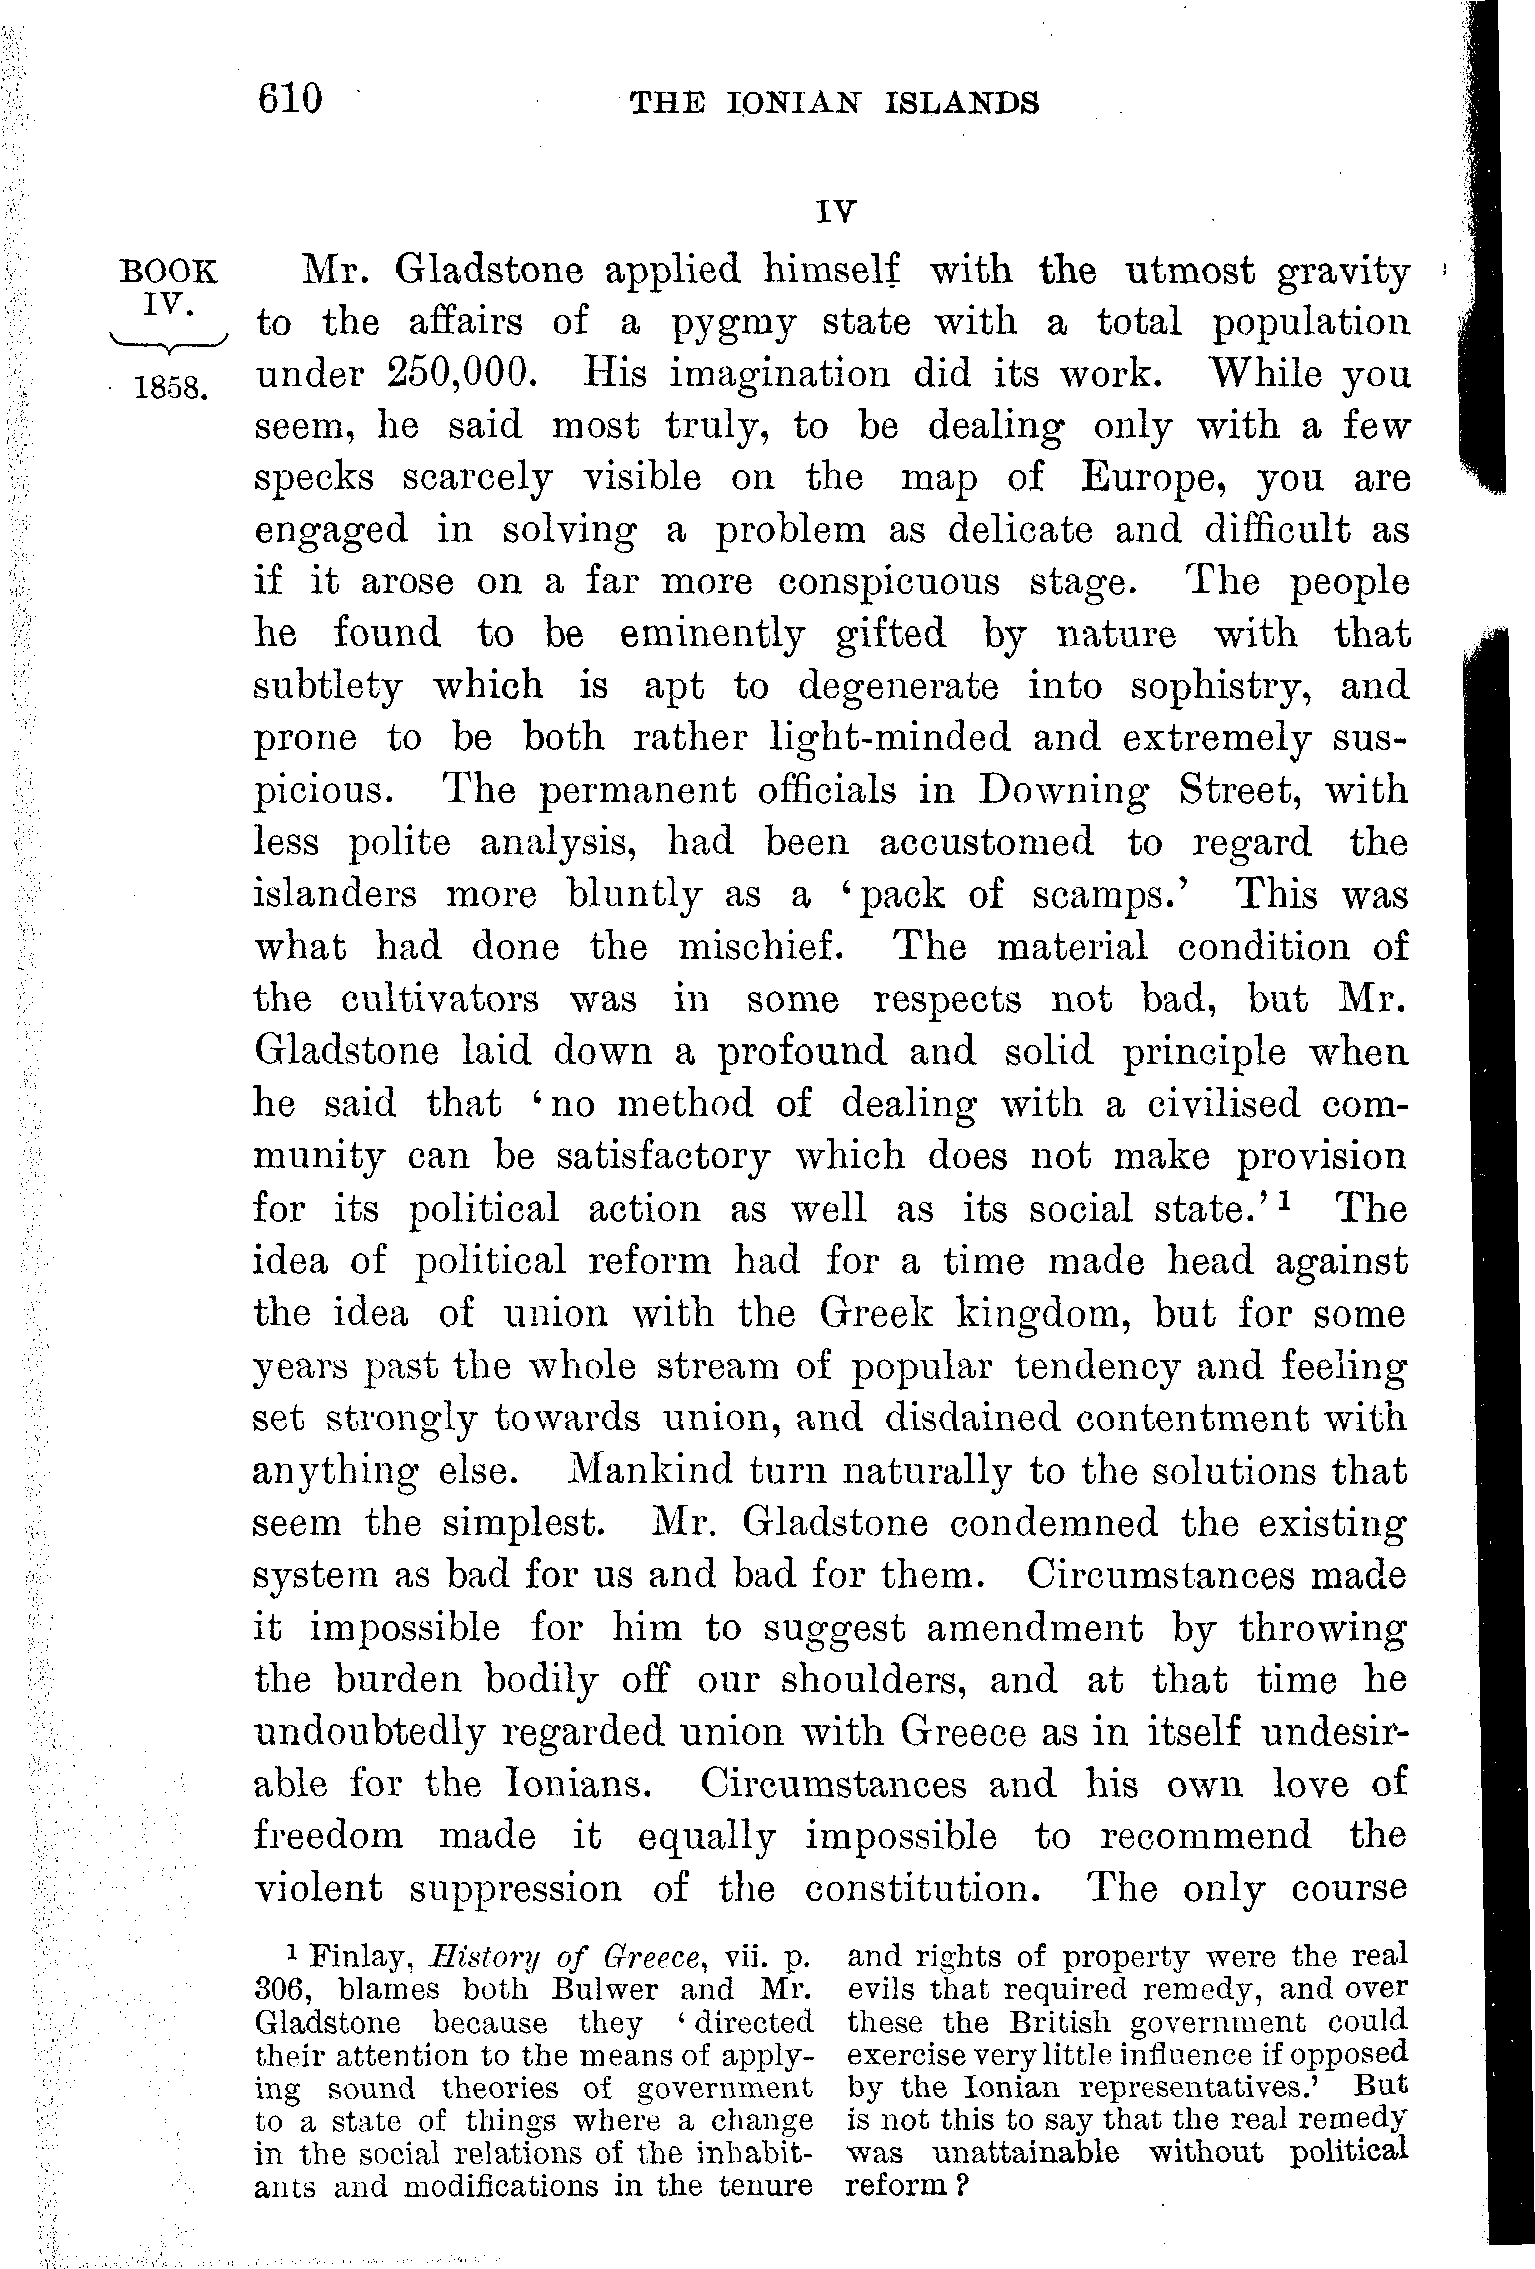 610 THE IONIAN ISLANDS
IV
BOOK
IV.
1858.
Mr. Gladstone applied himself with the utmost gravity
to the affairs of a pygmy state with a total population
under 250,000. His imagination did its work. While you
seem, he said most truly, to be dealing only with a few
specks scarcely visible on the map of Europe, you are
engaged in solving a problem as delicate and difficult as
if it arose on a far more conspicuous stage. The people
he found to be eminently gifted by nature with that
subtlety which is apt to degenerate into sophistry, and
prone to be both rather light-minded and extremely sus-
picious. The permanent officials in Downing Street, with
less polite analysis, had been accustomed to regard the
islanders more bluntly as a ‘pack of scamps.’ This was
what had done the mischief. The material condition of
the cultivators was in some respects not bad, but Mr.
Gladstone laid down a profound and solid principle when
he said that ‘no method of dealing with a civilised com-
munity can be satisfactory which does not make provision
for its political action as well as its social state.’¹ The
idea of political reform had for a time made head against
the idea of union with the Greek kingdom, but for some
years past the whole stream of popular tendency and feeling
set strongly towards union, and disdained contentment with
anything else. Mankind turn naturally to the solutions that
seem the simplest. Mr. Gladstone condemned the existing
system as bad for us and bad for them. Circumstances made
it impossible for him to suggest amendment by throwing
the burden bodily off our shoulders, and at that time he
undoubtedly regarded union with Greece as in itself undesir-
able for the Ionians. Circumstances and his own love of
freedom made it equally impossible to recommend the
violent suppression of the constitution. The only course
¹ Finlay, History of Greece, vii. p.
306, blames both Bulwer and Mr.
Gladstone because they ‘directed
their attention to the means of apply-
ing sound theories of government
to a state of things where a change
in the social relations of the inhabit-
ants and modifications in the tenure
and rights of property were the real
evils that required remedy, and over
these the British government could
exercise very little influence if opposed
by the Ionian representatives.’ But
is not this to say that the real remedy
was unattainable without political
reform?